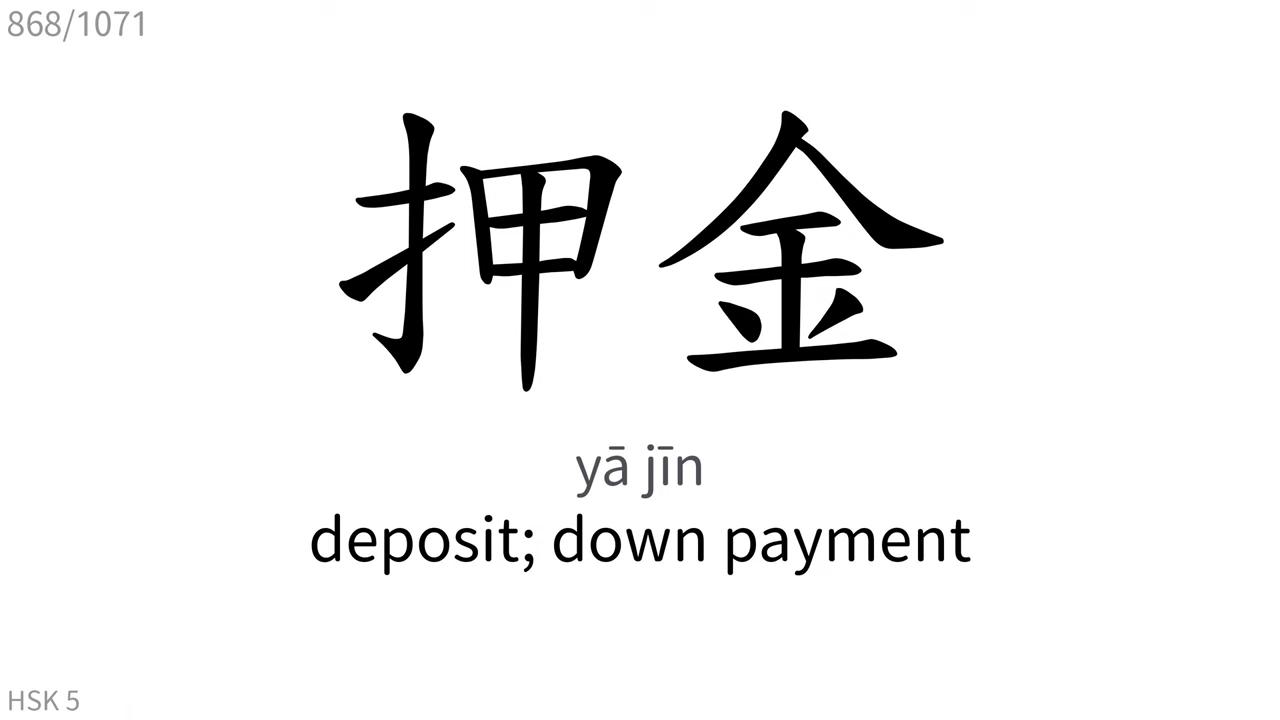 868/1071
押金
yā jīn
deposit; down payment
HSK 5